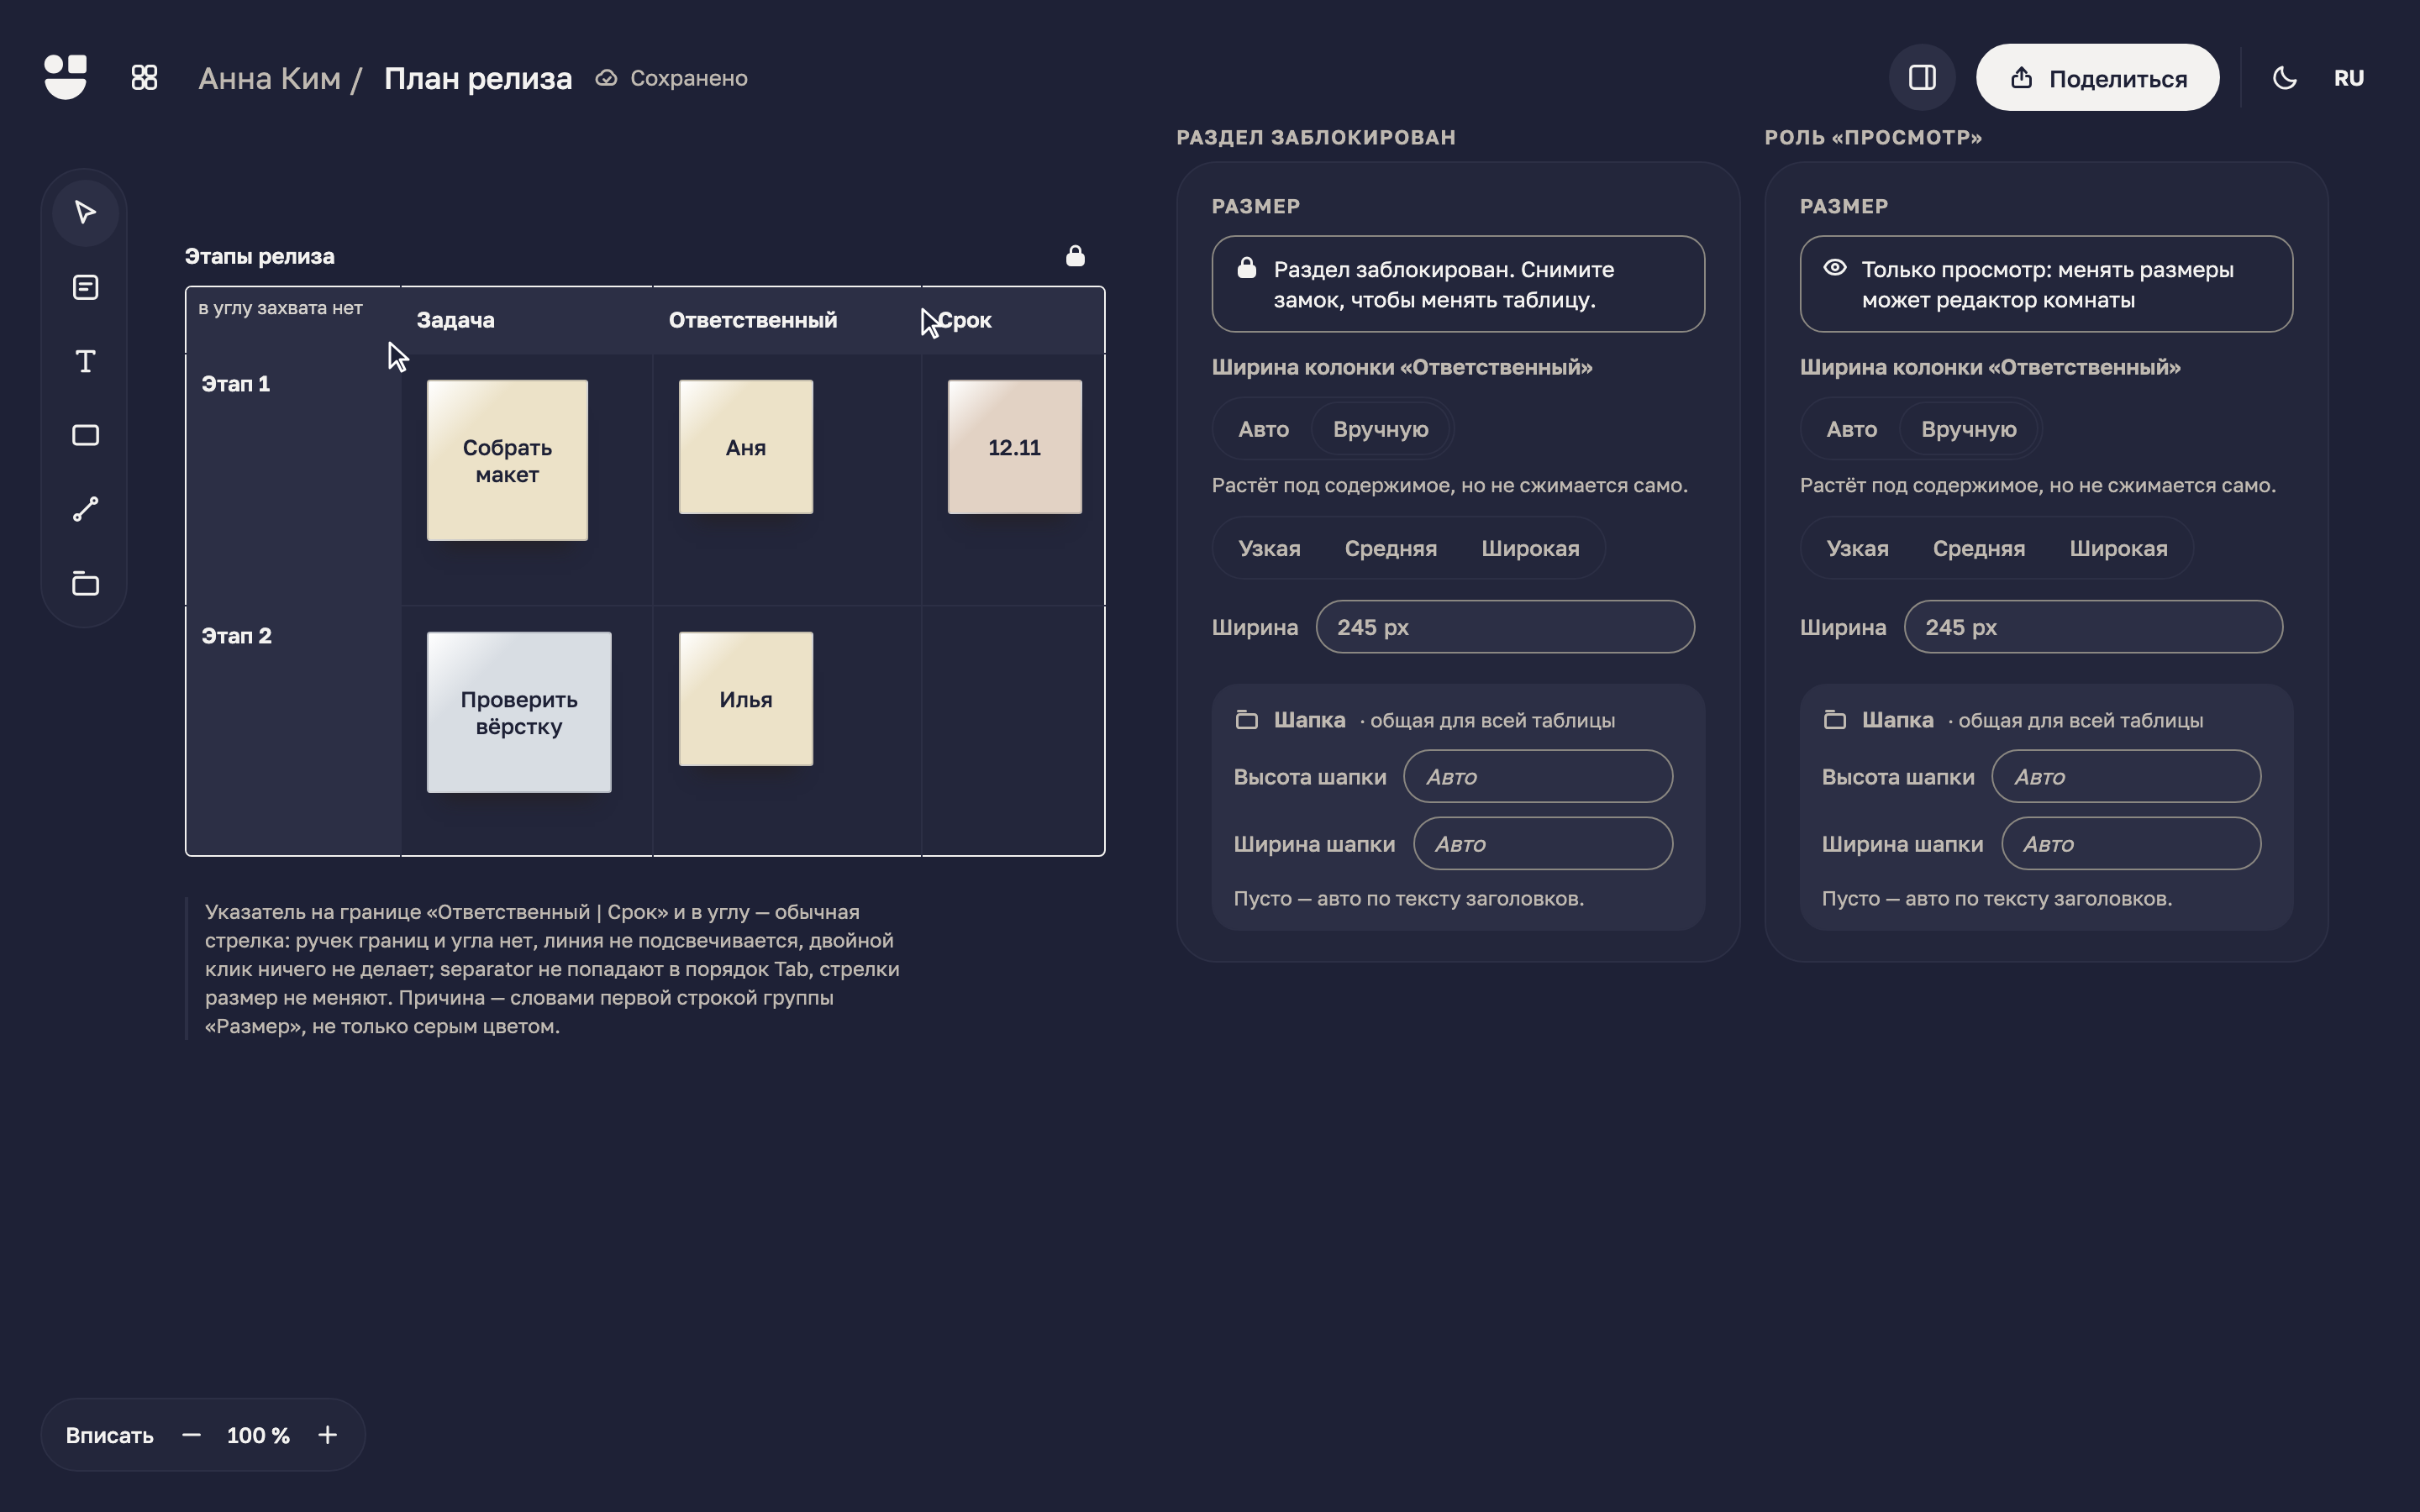 Анна Ким / План релиза Сохранено
Поделиться
RU
Этапы релиза
в углу захвата нет
Задача
Ответственный
Срок
Этап 1
Собрать
макет
Аня
12.11
Этап 2
Проверить
вёрстку
Илья
Указатель на границе «Ответственный | Срок» и в углу — обычная
стрелка: ручек границ и угла нет, линия не подсвечивается, двойной
клик ничего не делает; separator не попадают в порядок Tab, стрелки
размер не меняют. Причина — словами первой строкой группы
«Размер», не только серым цветом.
РАЗДЕЛ ЗАБЛОКИРОВАН
РАЗМЕР
Раздел заблокирован. Снимите
замок, чтобы менять таблицу.
Ширина колонки «Ответственный»
Авто Вручную
Растёт под содержимое, но не сжимается само.
Узкая Средняя Широкая
Ширина 245 px
Шапка · общая для всей таблицы
Высота шапки Авто
Ширина шапки Авто
Пусто — авто по тексту заголовков.
РОЛЬ «ПРОСМОТР»
РАЗМЕР
Только просмотр: менять размеры
может редактор комнаты
Ширина колонки «Ответственный»
Авто Вручную
Растёт под содержимое, но не сжимается само.
Узкая Средняя Широкая
Ширина 245 px
Шапка · общая для всей таблицы
Высота шапки Авто
Ширина шапки Авто
Пусто — авто по тексту заголовков.
Вписать — 100 % +